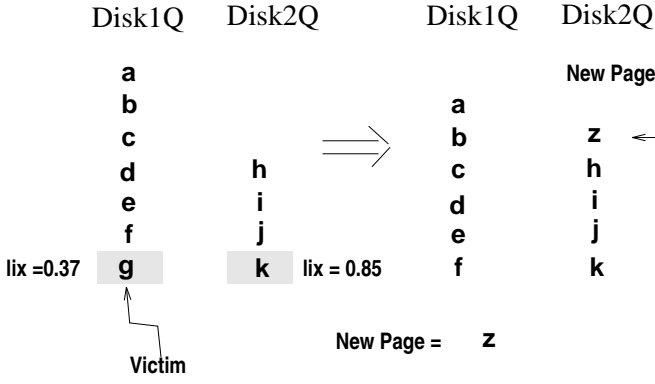 Disk1Q Disk2Q Disk1Q Disk2Q
a New Page
b a
c b z
d h c h
e i d i
f j e j
lix =0.37 g k lix = 0.85 f k
New Page = z
Victim